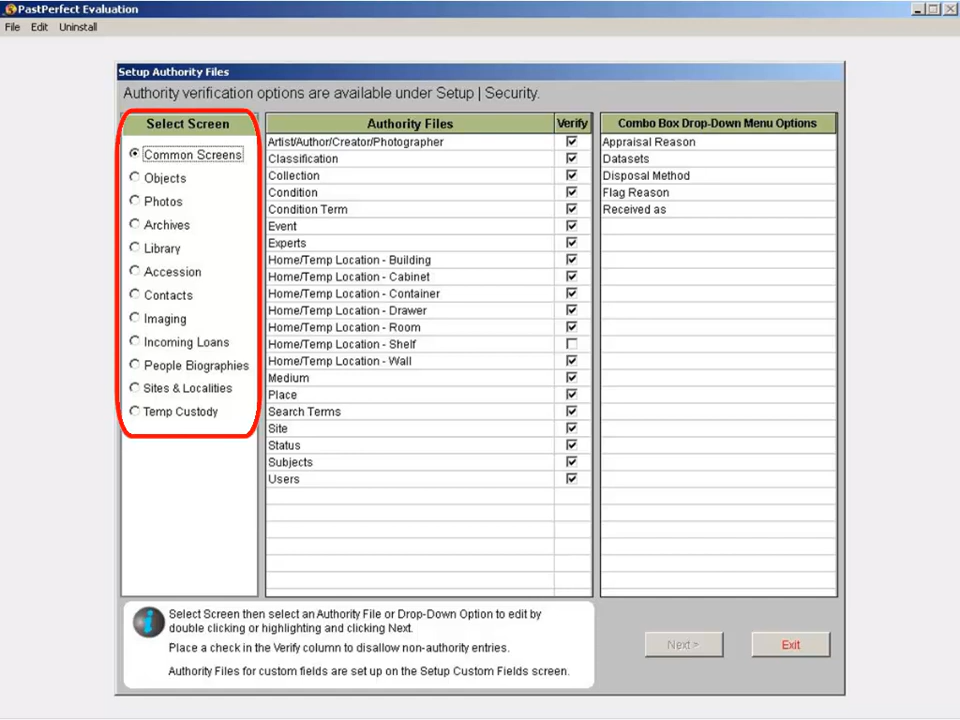 PastPerfect Evaluation
File Edit Uninstall
Setup Authority Files
Authority verification options are available under Setup | Security.
Select Screen
Common Screens
Objects
Photos
Archives
Library
Accession
Contacts
Imaging
Incoming Loans
People Biographies
Sites & Localities
Temp Custody
Authority Files Verify
Artist/Author/Creator/Photographer
Classification
Collection
Condition
Condition Term
Event
Experts
Home/Temp Location - Building
Home/Temp Location - Cabinet
Home/Temp Location - Container
Home/Temp Location - Drawer
Home/Temp Location - Room
Home/Temp Location - Shelf
Home/Temp Location - Wall
Medium
Place
Search Terms
Site
Status
Subjects
Users
Combo Box Drop-Down Menu Options
Appraisal Reason
Datasets
Disposal Method
Flag Reason
Received as
Select Screen then select an Authority File or Drop-Down Option to edit by
double clicking or highlighting and clicking Next.
Place a check in the Verify column to disallow non-authority entries.
Authority Files for custom fields are set up on the Setup Custom Fields screen.
Next >
Exit